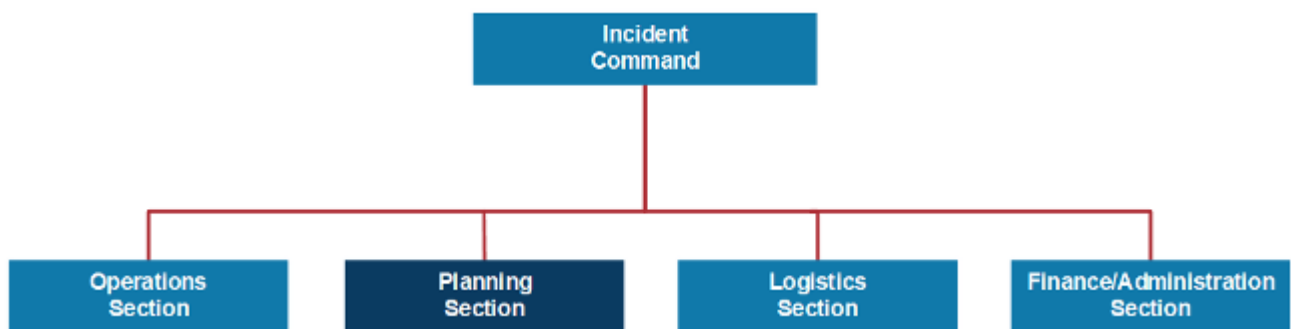 Incident
Command
Operations
Section
Planning
Section
Logistics
Section
Finance/Administration
Section